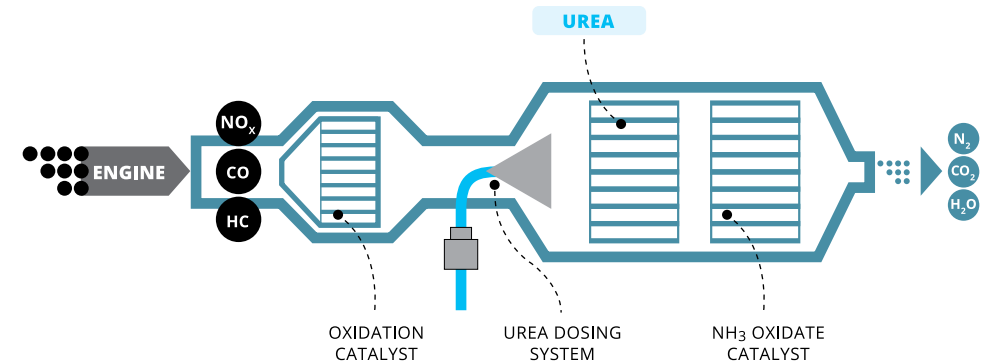 UREA
ENGINE
NOx
CO
HC
N2
CO2
H2O
OXIDATION
CATALYST
UREA DOSING
SYSTEM
NH3 OXIDATE
CATALYST